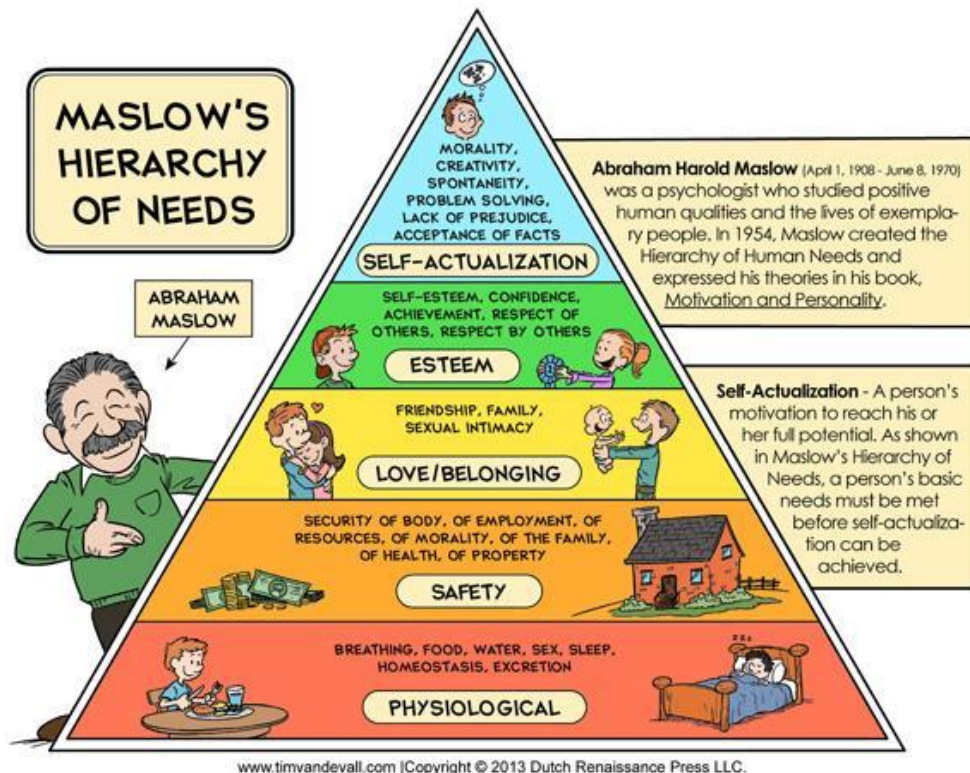 MASLOW'S
HIERARCHY
OF NEEDS
ABRAHAM
MASLOW
MORALITY,
CREATIVITY,
SPONTANEITY,
PROBLEM SOLVING,
LACK OF PREJUDICE,
ACCEPTANCE OF FACTS
SELF-ACTUALIZATION
SELF-ESTEEM, CONFIDENCE,
ACHIEVEMENT, RESPECT OF
OTHERS, RESPECT BY OTHERS
ESTEEM
FRIENDSHIP, FAMILY,
SEXUAL INTIMACY
LOVE/BELONGING
SECURITY OF BODY, OF EMPLOYMENT, OF
RESOURCES, OF MORALITY, OF THE FAMILY,
OF HEALTH, OF PROPERTY
SAFETY
BREATHING, FOOD, WATER, SEX, SLEEP,
HOMEOSTASIS, EXCRETION
PHYSIOLOGICAL
zzz
Abraham Harold Maslow (April 1, 1908 - June 8, 1970)
was a psychologist who studied positive
human qualities and the lives of exempla-
ry people. In 1954, Maslow created the
Hierarchy of Human Needs and
expressed his theories in his book,
Motivation and Personality.
Self-Actualization - A person's
motivation to reach his or
her full potential. As shown
in Maslow's Hierarchy of
Needs, a person's basic
needs must be met
before self-actualiza-
tion can be
achieved.
www.timvandevall.com |Copyright © 2013 Dutch Renaissance Press LLC.